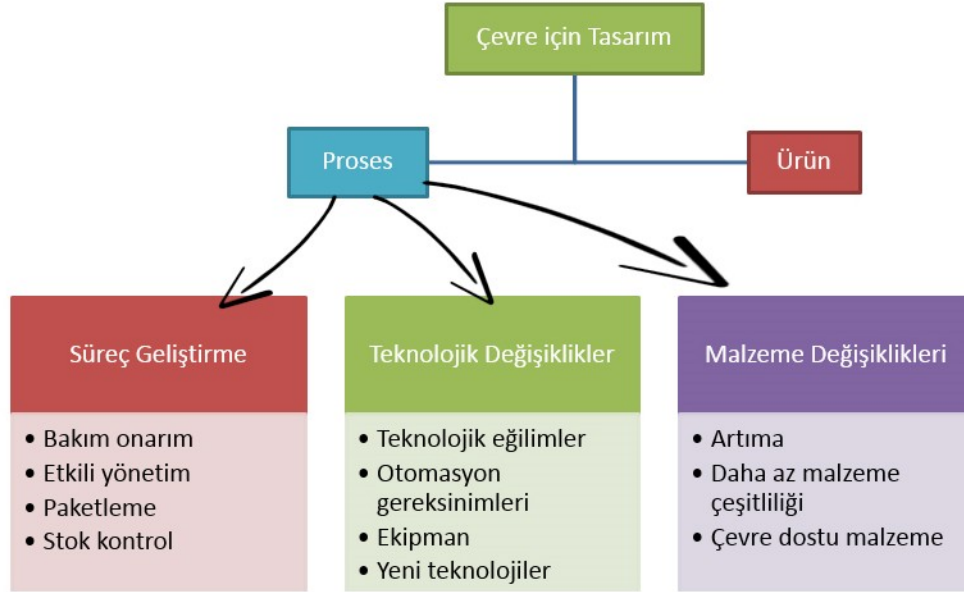 Çevre için Tasarım
Proses
Ürün
Süreç Geliştirme
• Bakım onarım
• Etkili yönetim
• Paketleme
• Stok kontrol
Teknolojik Değişiklikler
• Teknolojik eğilimler
• Otomasyon
gereksinimleri
• Ekipman
• Yeni teknolojiler
Malzeme Değişiklikleri
• Artıma
• Daha az malzeme
çeşitliliği
• Çevre dostu malzeme